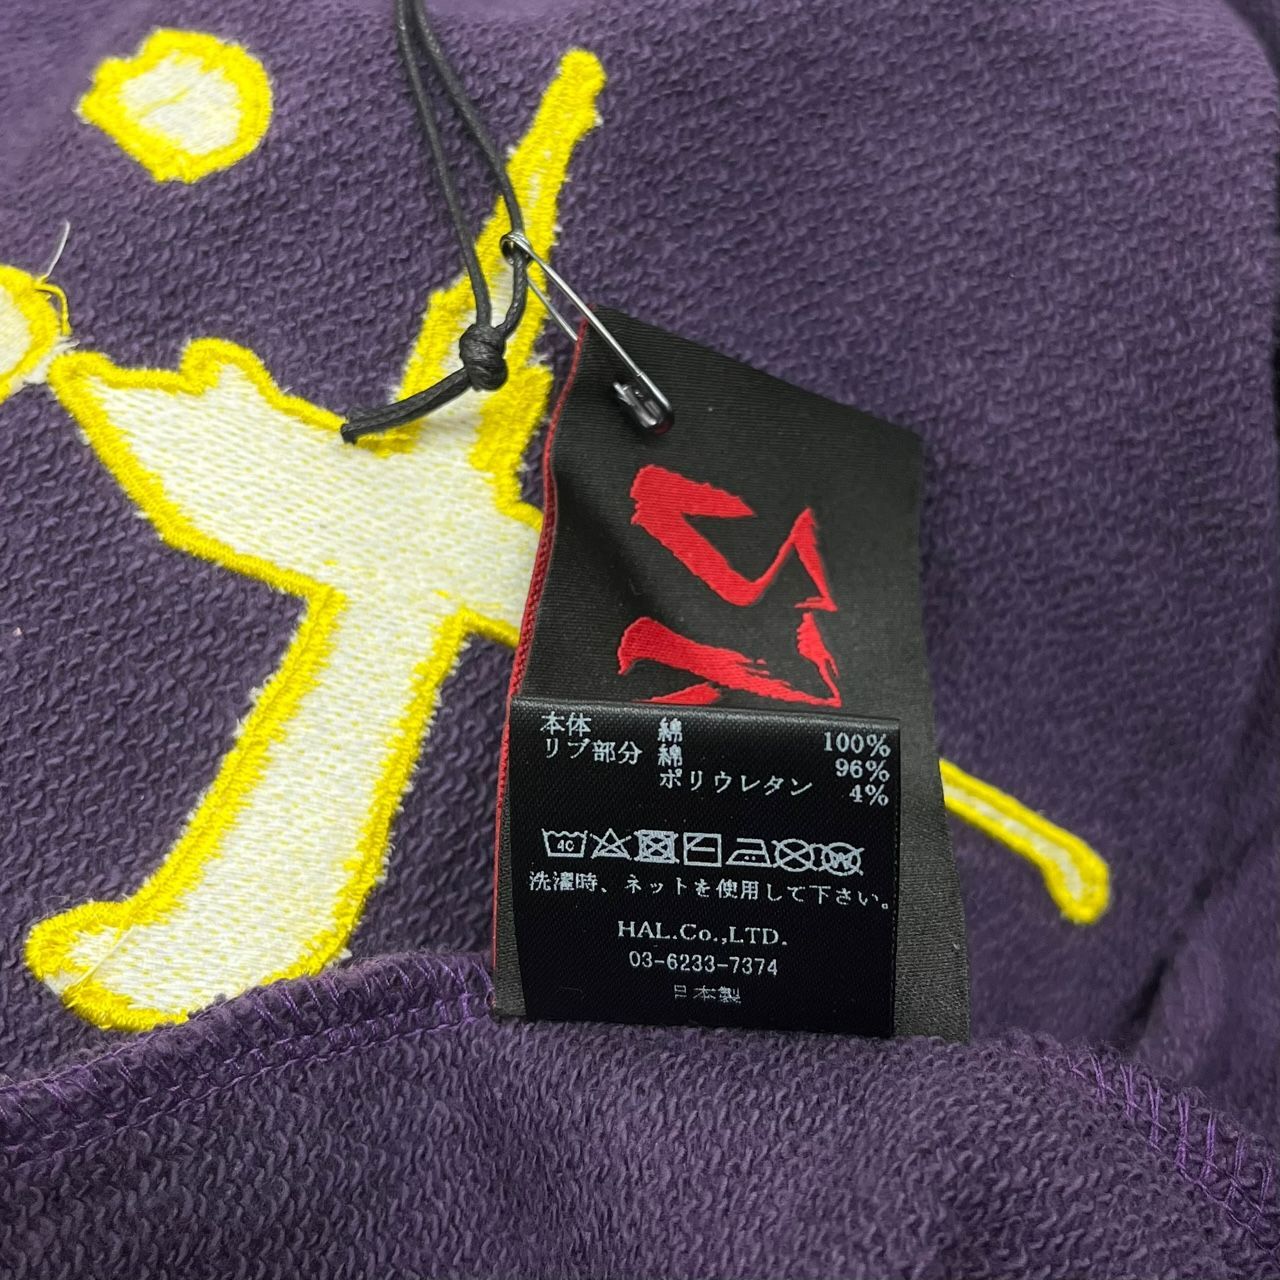 本体 綿 100%
リブ部分 綿 96%
ポリウレタン 4%
40
洗濯時、ネットを使用して下さい。
HAL.Co.,LTD.
03-6233-7374
日本製